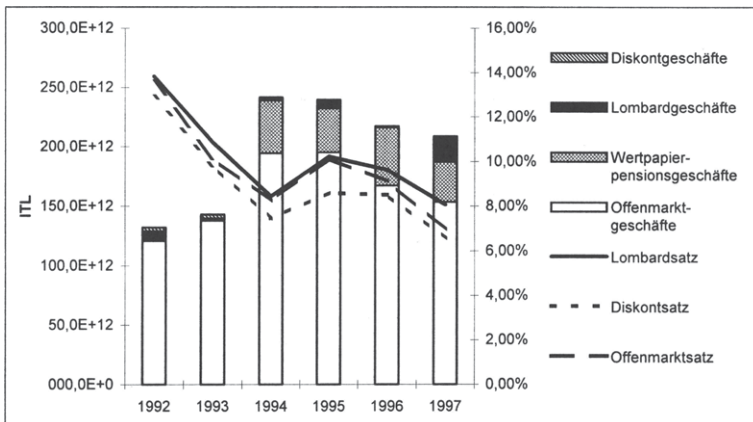 300,0E+12
250,0E+12
200,0E+12
150,0E+12
100,0E+12
50,0E+12
000,0E+0
ITL
16,00%
14,00%
12,00%
10,00%
8,00%
6,00%
4,00%
2,00%
0,00%
1992 1993 1994 1995 1996 1997
Diskontgeschäfte
Lombardgeschäfte
Wertpapier-
pensionsgeschäfte
Offenmarkt-
geschäfte
Lombardsatz
Diskontsatz
Offenmarktsatz